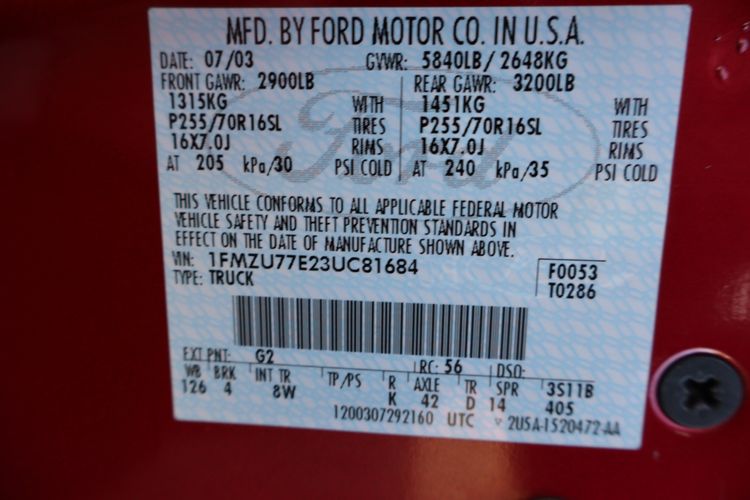 MFD. BY FORD MOTOR CO. IN U.S.A.
DATE: 07/03 GVWR: 5840LB/ 2648KG
FRONT GAWR: 2900LB REAR GAWR: 3200LB
1315KG WITH 1451KG WITH
P255/70R16SL TIRES P255/70R16SL TIRES
16X7.0J RIMS 16X7.0J RIMS
AT 205 kPa/30 PSI COLD AT 240 kPa/35 PSI COLD
Ford
THIS VEHICLE CONFORMS TO ALL APPLICABLE FEDERAL MOTOR
VEHICLE SAFETY AND THEFT PREVENTION STANDARDS IN
EFFECT ON THE DATE OF MANUFACTURE SHOWN ABOVE.
VIN: 1FMZU77E23UC81684
TYPE: TRUCK
F0053
T0286
EXT PNT: G2 RC: 56 DSO:
WB BRK INT TR TP/PS R AXLE TR SPR 3S11B
126 4 8W K 42 D 14 405
1200307292160 UTC 2USA-1520472-AA